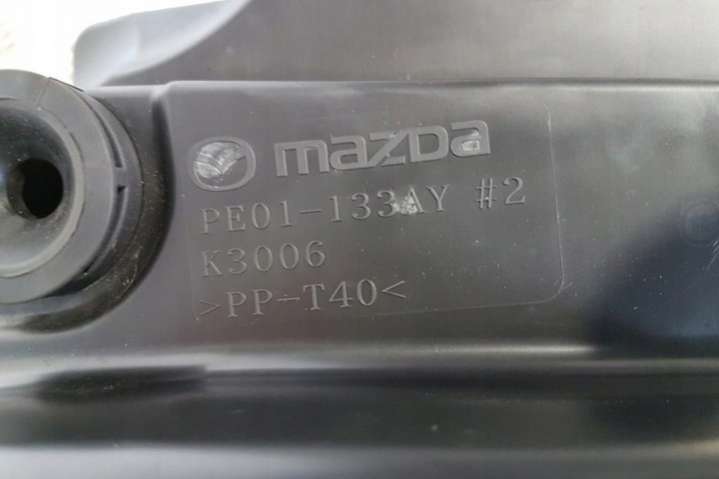 mazda
PE01-133AY #2
K3006
>PP-T40<